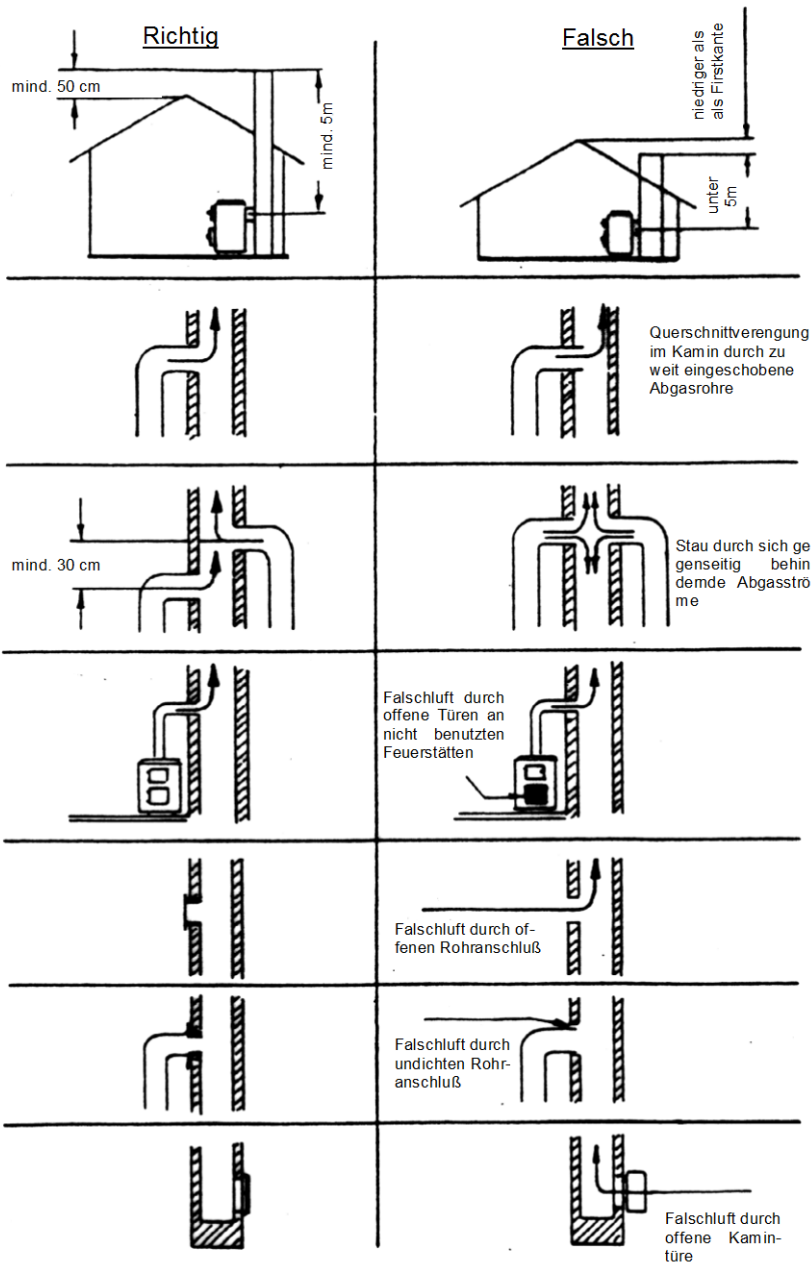 Richtig
Falsch
mind. 50 cm
mind. 5m
niedriger als
als Firstkante
unter
5m
Querschnittverengung
im Kamin durch zu
weit eingeschobene
Abgasrohre
mind. 30 cm
Stau durch sich ge
genseitig behin
dernde Abgasströ
me
Falschluft durch
offene Türen an
nicht benutzten
Feuerstätten
Falschluft durch of-
fenen Rohranschluß
Falschluft durch
undichten Rohr-
anschluß
Falschluft durch
offene Kamin-
türe